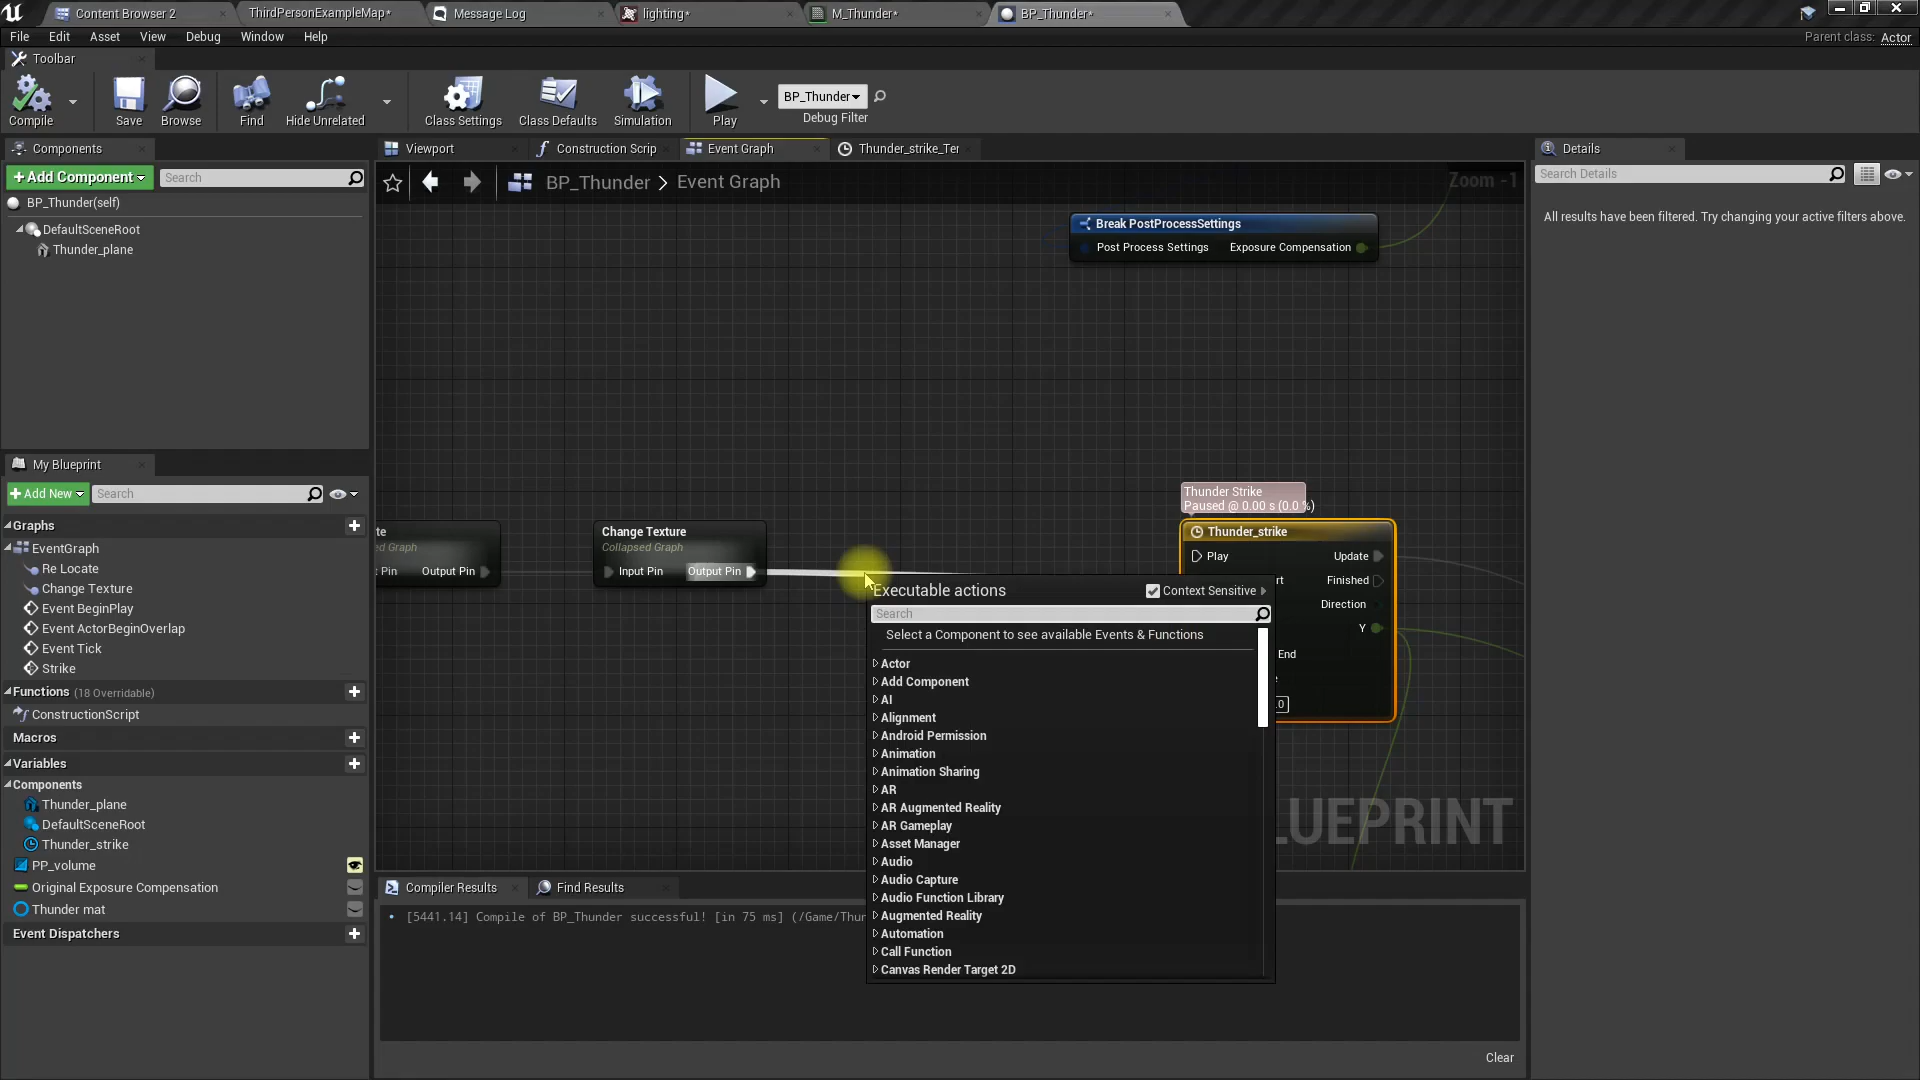 Content Browser 2
ThirdPersonExampleMap*
Message Log
lighting*
M_Thunder*
BP_Thunder*
File
Edit
Asset
View
Debug
Window
Help
Parent class:
Actor
Toolbar
Compile
Save
Browse
Find
Hide Unrelated
Class Settings
Class Defaults
Simulation
Play
BP_Thunder
Debug Filter
Components
+Add Component
Search
BP_Thunder(self)
DefaultSceneRoot
Thunder_plane
My Blueprint
+Add New
Search
Graphs
EventGraph
Re Locate
Change Texture
Event BeginPlay
Event ActorBeginOverlap
Event Tick
Strike
Functions (18 Overridable)
ConstructionScript
Macros
Variables
Components
Thunder_plane
DefaultSceneRoot
Thunder_strike
PP_volume
Original Exposure Compensation
Thunder mat
Event Dispatchers
Viewport
Construction Scrip
Event Graph
Thunder_strike_Ter
BP_Thunder > Event Graph
Zoom -1
Break PostProcessSettings
Post Process Settings
Exposure Compensation
te
ed Graph
Pin
Output Pin
Change Texture
Collapsed Graph
Input Pin
Output Pin
Thunder Strike
Paused @ 0.00 s (0.0 %)
Thunder_strike
Play
Update
rt
Finished
Direction
Y
End
e
.0
Executable actions
Context Sensitive
Search
Select a Component to see available Events & Functions
Actor
Add Component
AI
Alignment
Android Permission
Animation
Animation Sharing
AR
AR Augmented Reality
AR Gameplay
Asset Manager
Audio
Audio Capture
Audio Function Library
Augmented Reality
Automation
Call Function
Canvas Render Target 2D
LUEPRINT
Compiler Results
Find Results
[5441.14] Compile of BP_Thunder successful! [in 75 ms] (/Game/Thun
Clear
Details
Search Details
All results have been filtered. Try changing your active filters above.